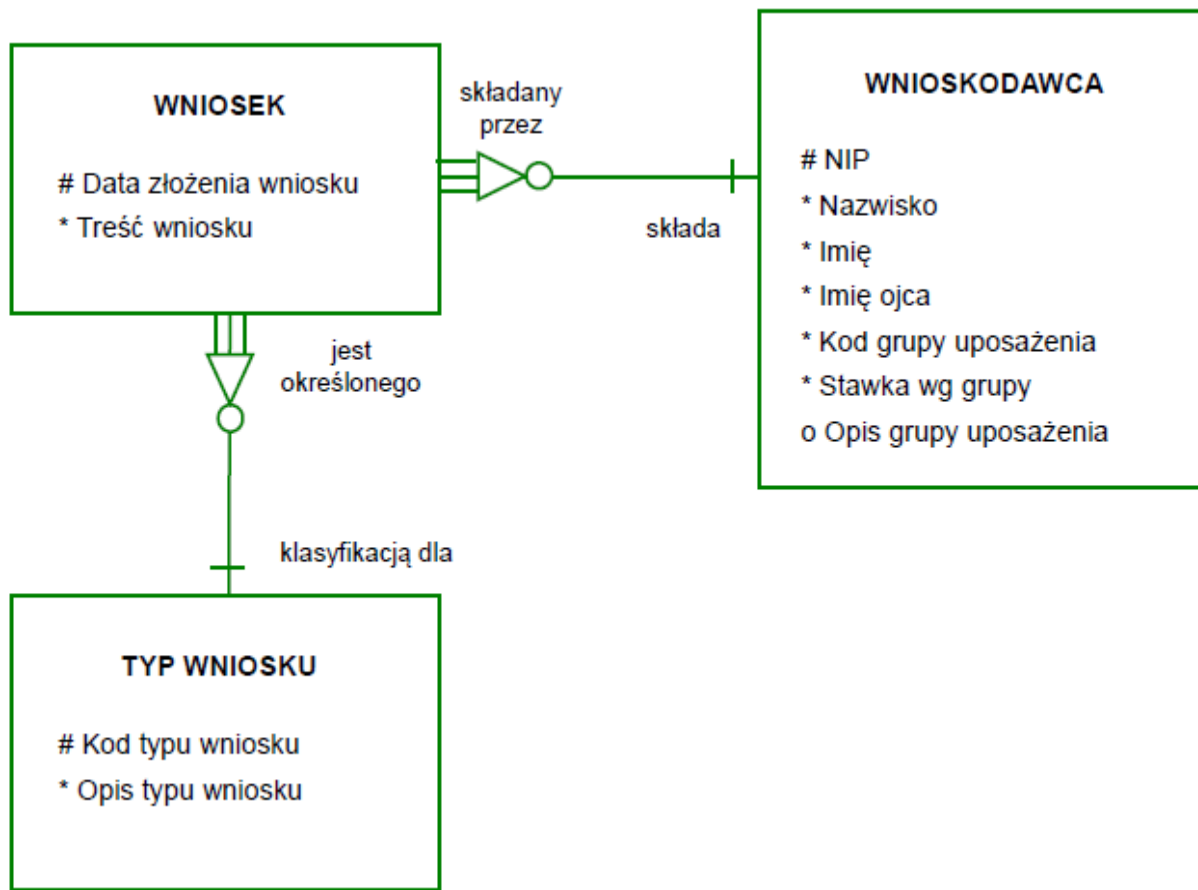 WNIOSEK
# Data złożenia wniosku
* Treść wniosku
składany
przez
składa
WNIOSKODAWCA
# NIP
* Nazwisko
* Imię
* Imię ojca
* Kod grupy uposażenia
* Stawka wg grupy
o Opis grupy uposażenia
jest
określonego
klasyfikacją dla
TYP WNIOSKU
# Kod typu wniosku
* Opis typu wniosku